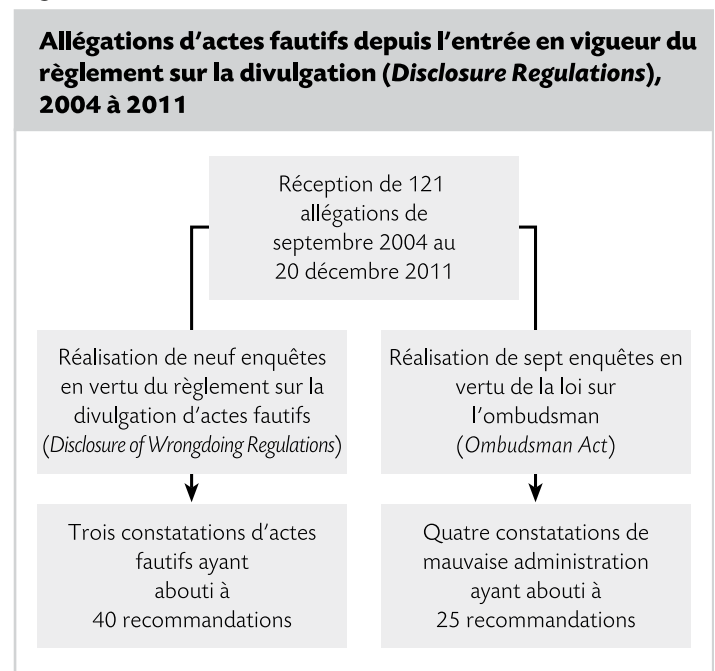 Allégations d'actes fautifs depuis l'entrée en vigueur du
règlement sur la divulgation (Disclosure Regulations),
2004 à 2011
Réception de 121
allégations de
septembre 2004 au
20 décembre 2011
Réalisation de neuf enquêtes
en vertu du règlement sur la
divulgation d'actes fautifs
(Disclosure of Wrongdoing Regulations)
Réalisation de sept enquêtes en
vertu de la loi sur
l'ombudsman
(Ombudsman Act)
Trois constatations d'actes
fautifs ayant
abouti à
40 recommandations
Quatre constatations de
mauvaise administration
ayant abouti à
25 recommandations